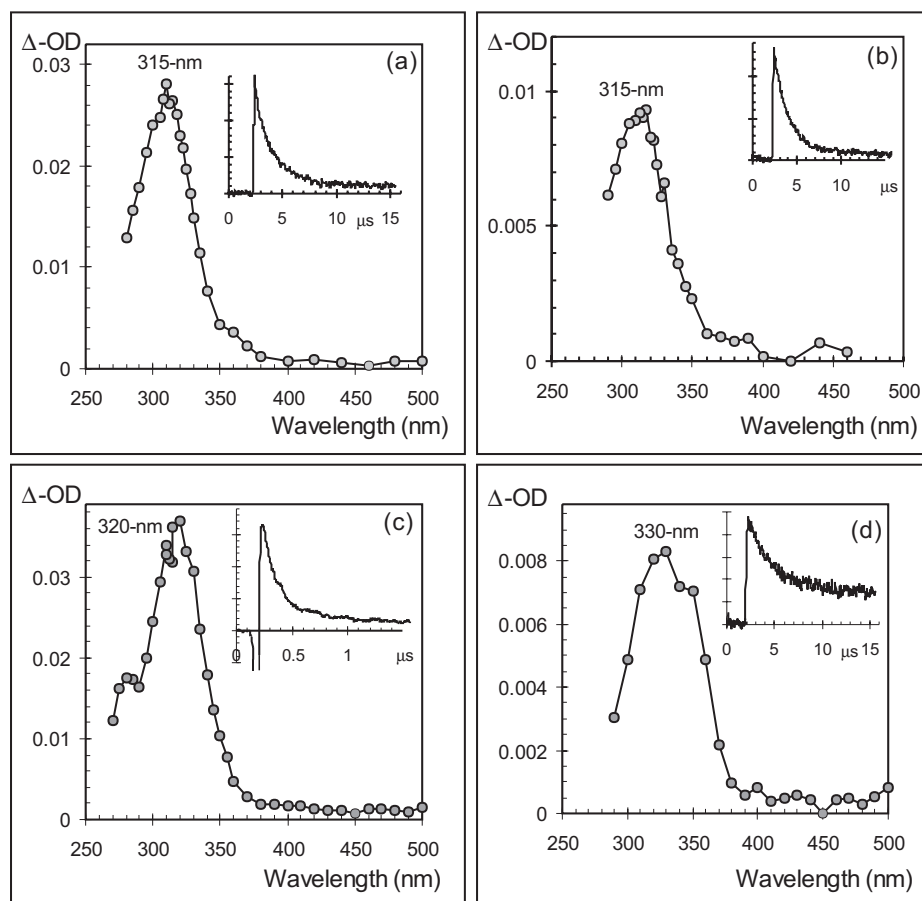 Δ-OD
(a)
315-nm
0.03
0.02
0.01
0
250 300 350 400 450 500
Wavelength (nm)
0 5 10 15
μs
Δ-OD
(b)
315-nm
0.01
0.005
0
250 300 350 400 450 500
Wavelength (nm)
0 5 10
μs
Δ-OD
(c)
320-nm
0.03
0.02
0.01
0
250 300 350 400 450 500
Wavelength (nm)
0 0.5 1 μs
Δ-OD
(d)
330-nm
0.008
0.006
0.004
0.002
0
250 300 350 400 450 500
Wavelength (nm)
0 5 10 μs 15